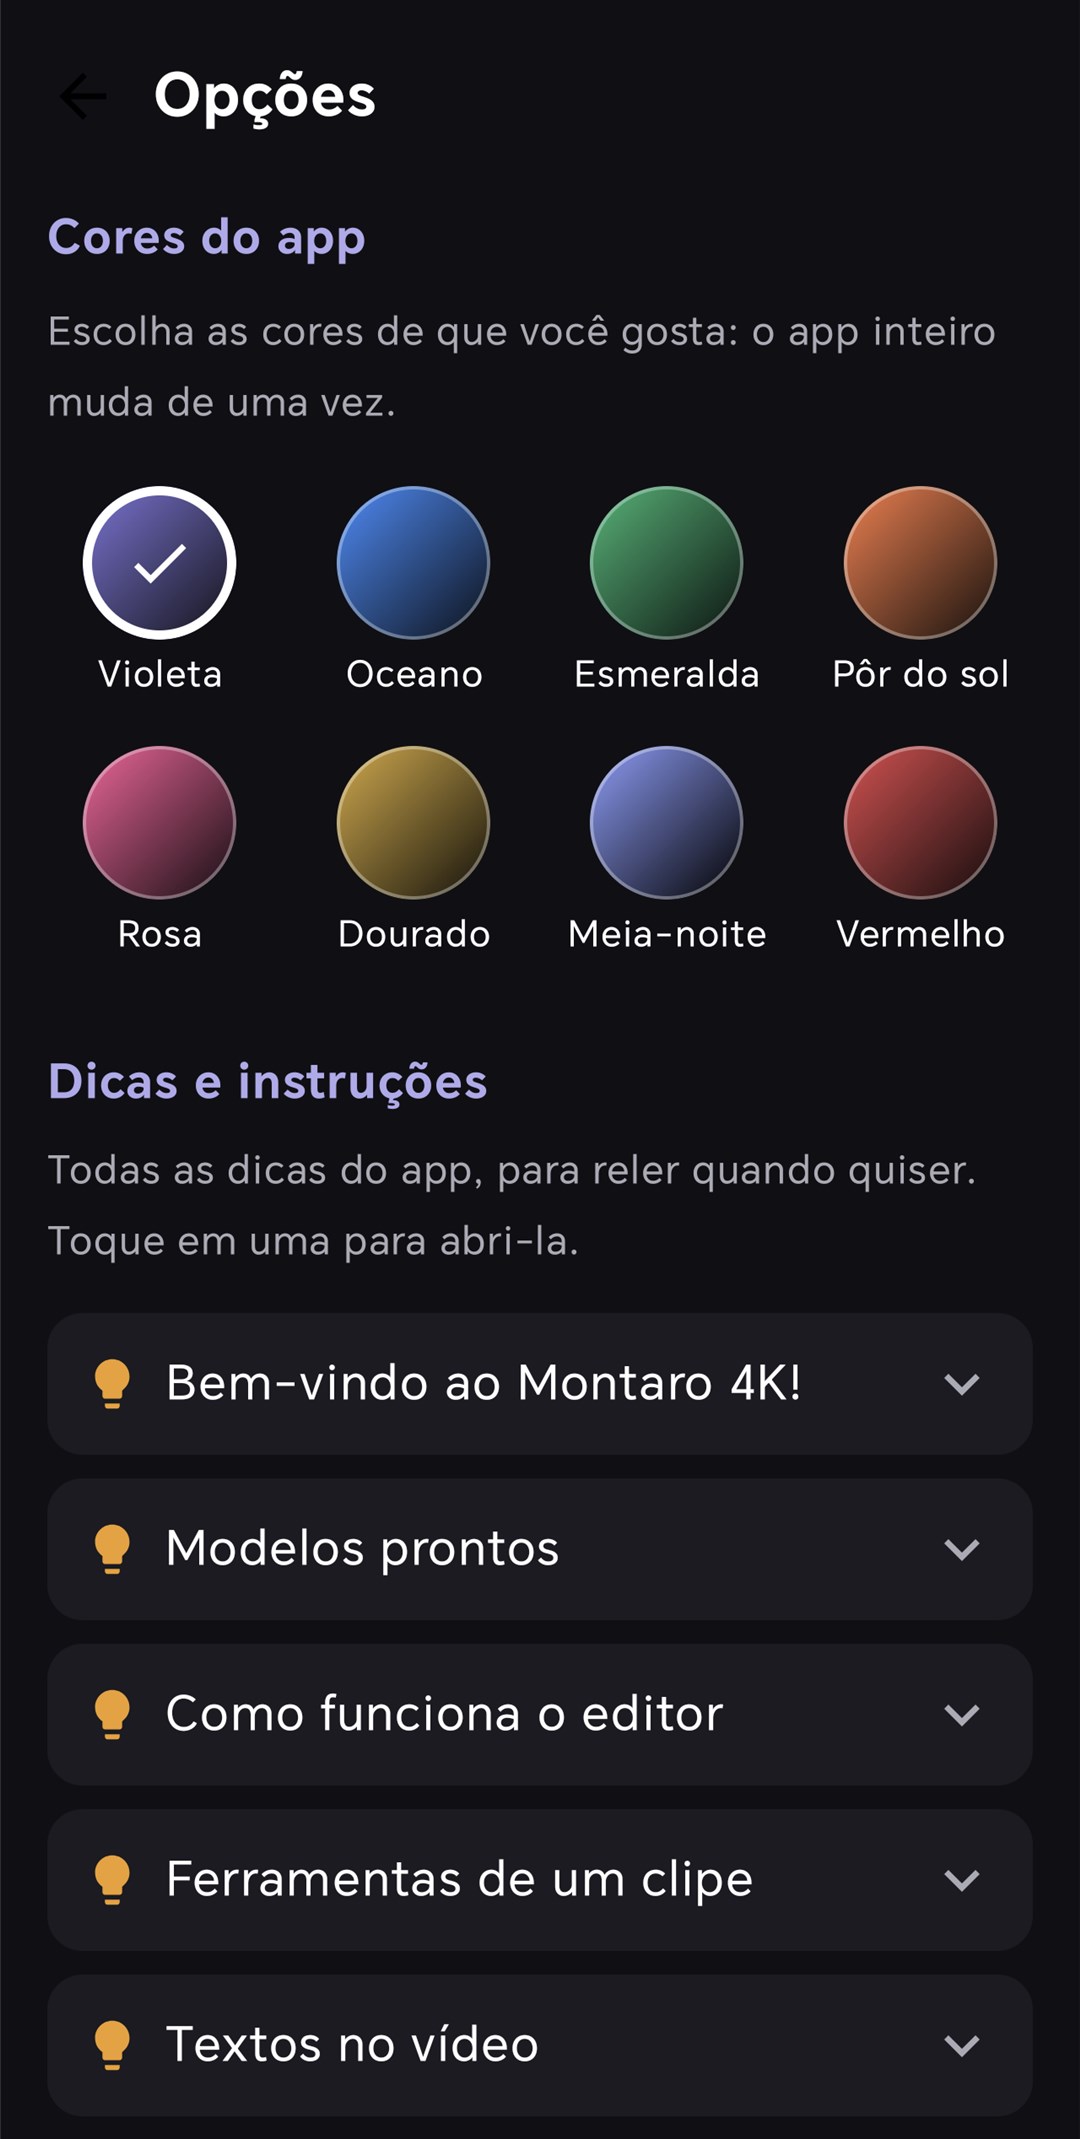 Opções
Cores do app
Escolha as cores de que você gosta: o app inteiro
muda de uma vez.
Violeta
Oceano
Esmeralda
Pôr do sol
Rosa
Dourado
Meia-noite
Vermelho
Dicas e instruções
Todas as dicas do app, para reler quando quiser.
Toque em uma para abri-la.
Bem-vindo ao Montaro 4K!
Modelos prontos
Como funciona o editor
Ferramentas de um clipe
Textos no vídeo